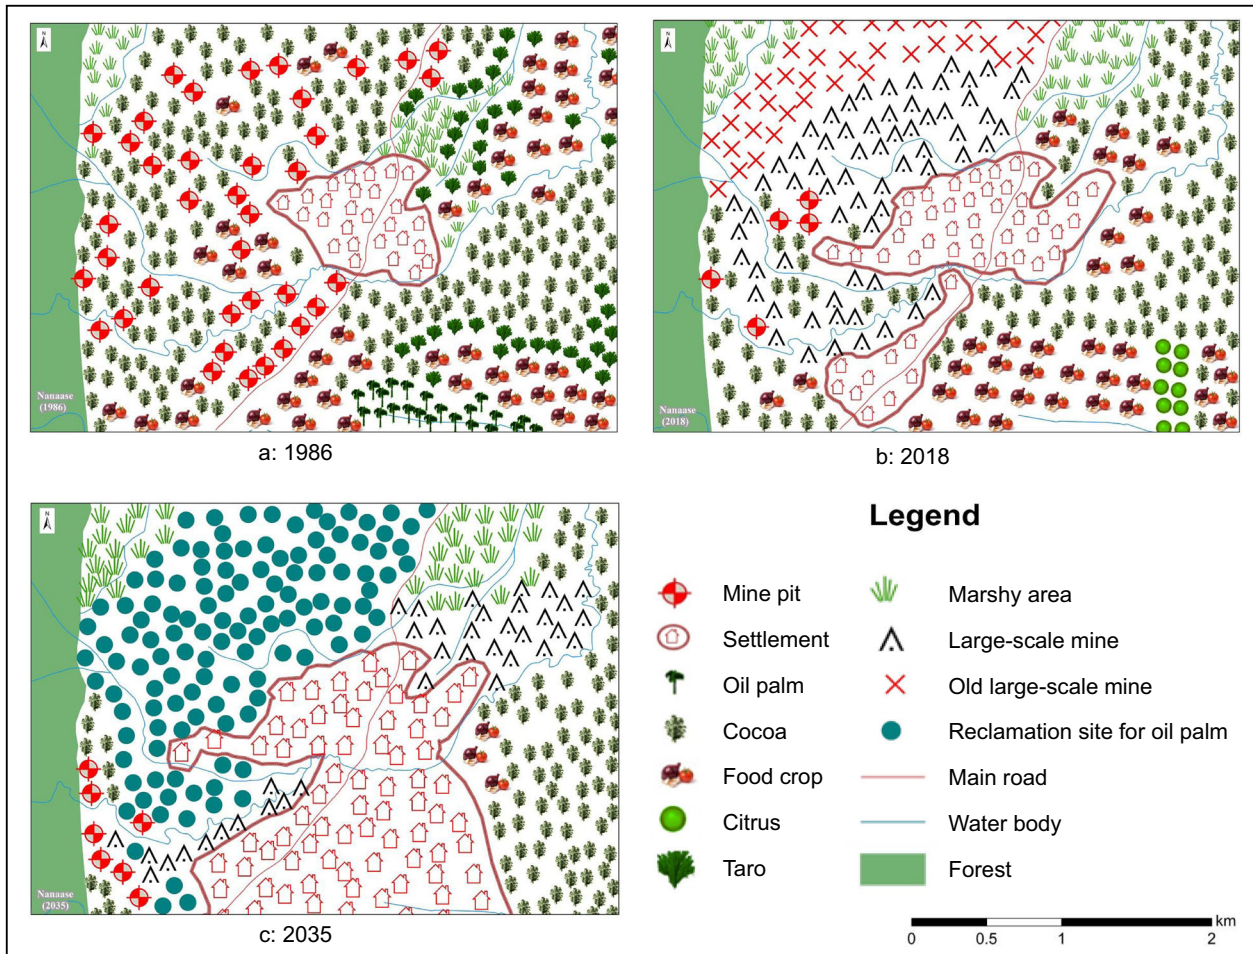 N
Nanaase
(1986)
a: 1986
N
Nanaase
(2018)
b: 2018
N
Nanaase
(2035)
c: 2035
Legend
Mine pit
Settlement
Oil palm
Cocoa
Food crop
Citrus
Taro
Marshy area
Large-scale mine
Old large-scale mine
Reclamation site for oil palm
Main road
Water body
Forest
km
0 0.5 1 2